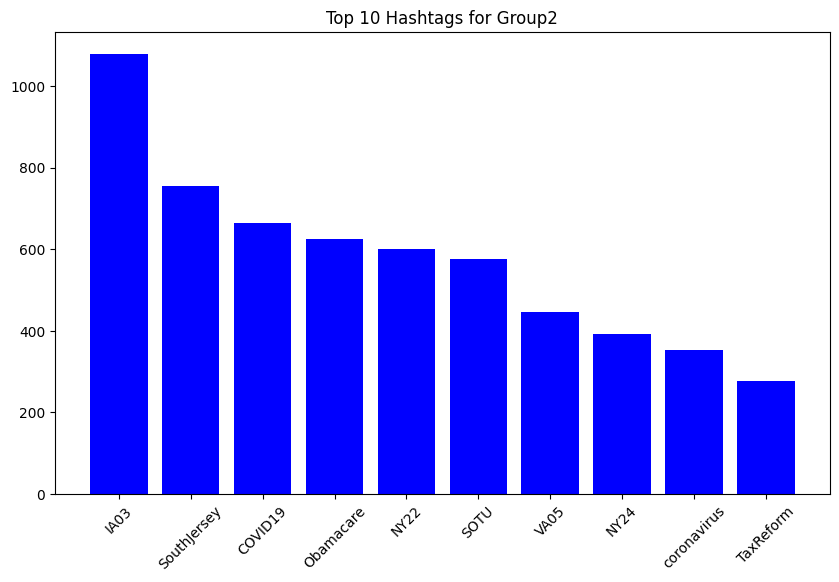 Top 10 Hashtags for Group2
1000
800
600
400
200
0
IA03
SouthJersey
COVID19
Obamacare
NY22
SOTU
VA05
NY24
coronavirus
TaxReform